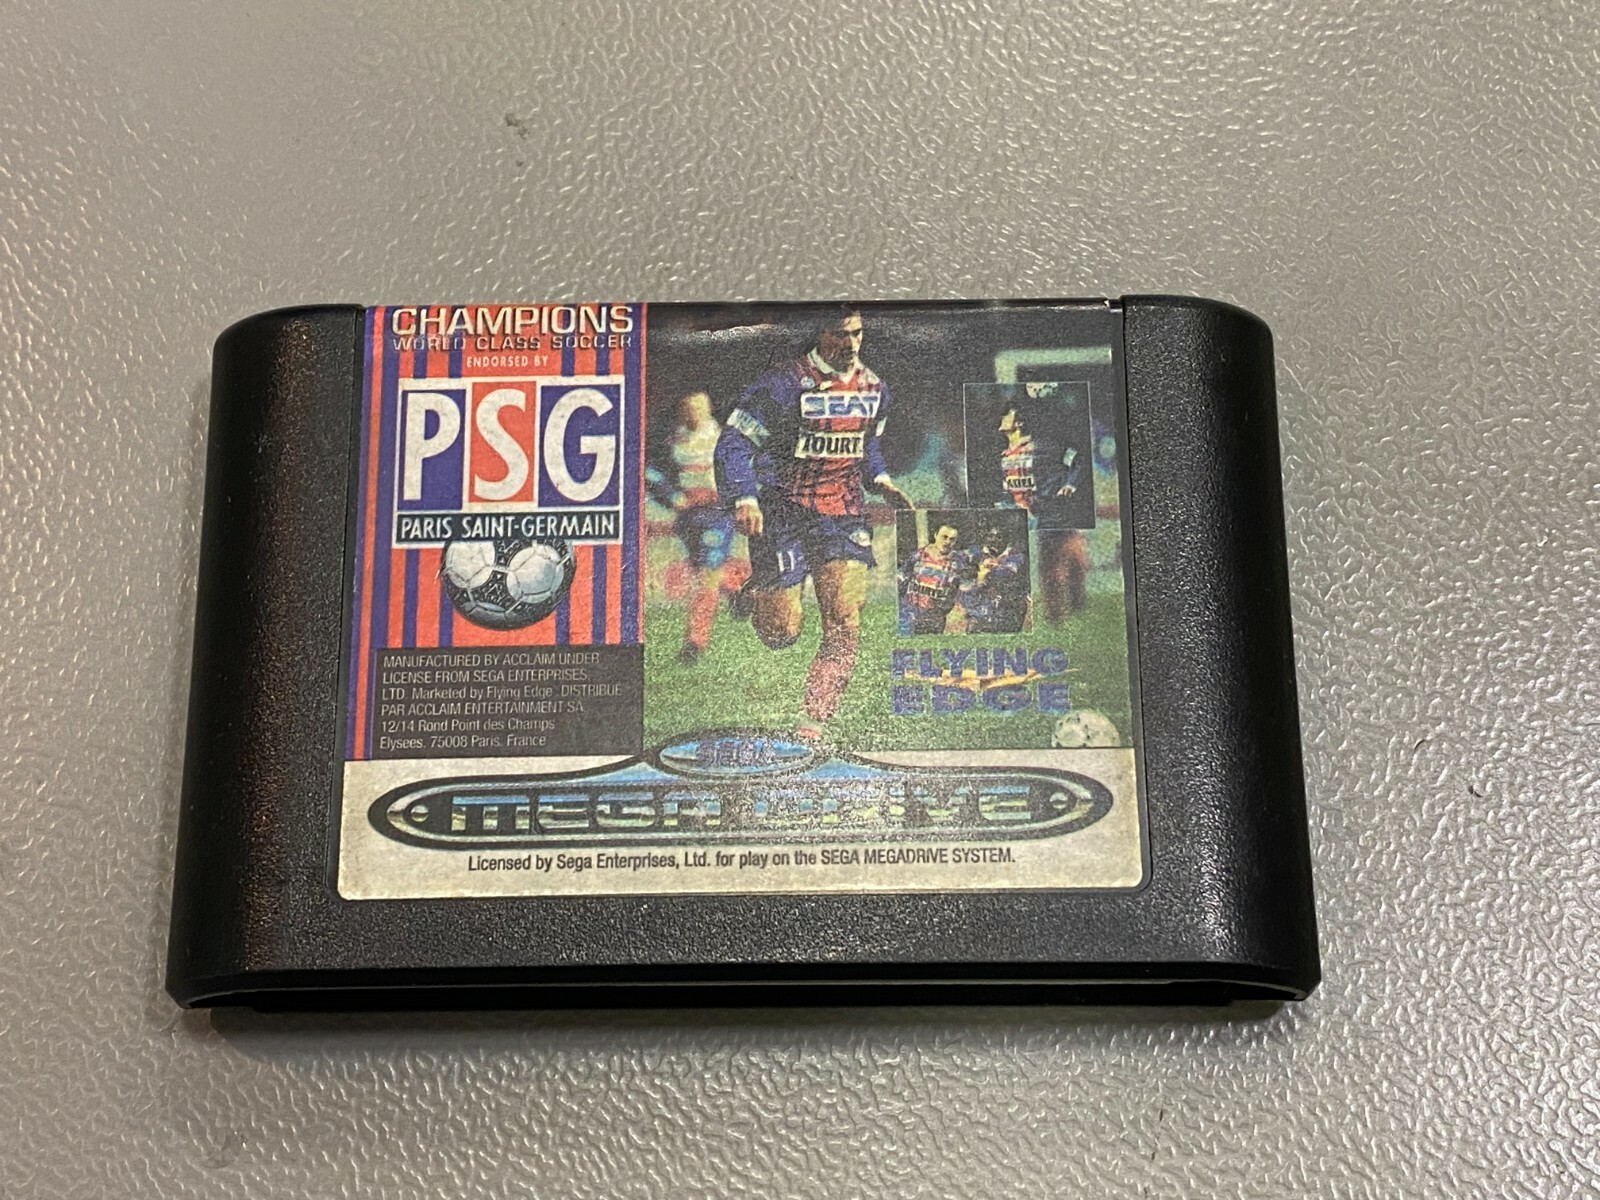 CHAMPIONS
WORLD CLASS SOCCER
ENDORSED BY
PSG
PARIS SAINT-GERMAIN
SEAT
TOURT
11
MANUFACTURED BY ACCLAIM UNDER
LICENSE FROM SEGA ENTERPRISES,
LTD. Marketed by Flying Edge. DISTRIBUE
PAR ACCLAIM ENTERTAINMENT SA
12/14 Rond Point des Champs
Elysees, 75008 Paris, France
FLYING
EDGE
SEGA
MEGA DRIVE
Licensed by Sega Enterprises, Ltd. for play on the SEGA MEGADRIVE SYSTEM.